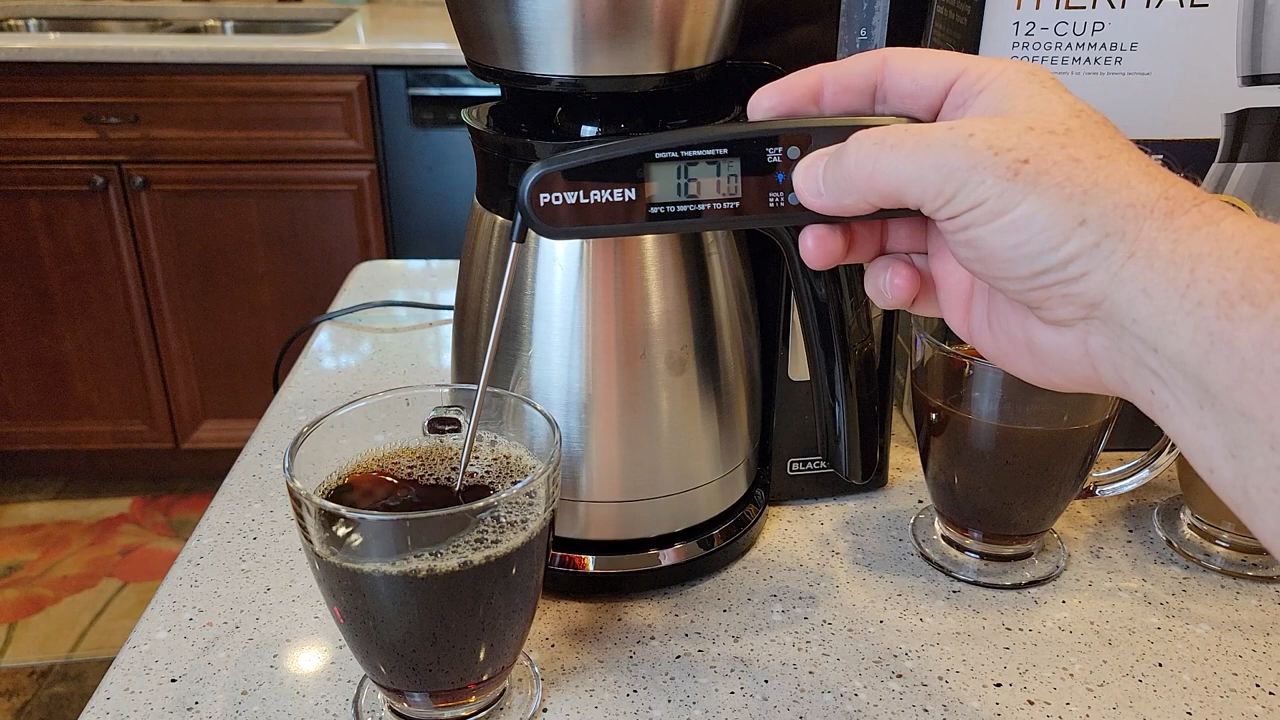 THERMAL
12-CUP
PROGRAMMABLE
COFFEEMAKER
6
DIGITAL THERMOMETER
°C/°F
CAL
167.0 °F
POWLAKEN
HOLD
MAX
MIN
-50°C TO 300°C/-58°F TO 572°F
BLACK+